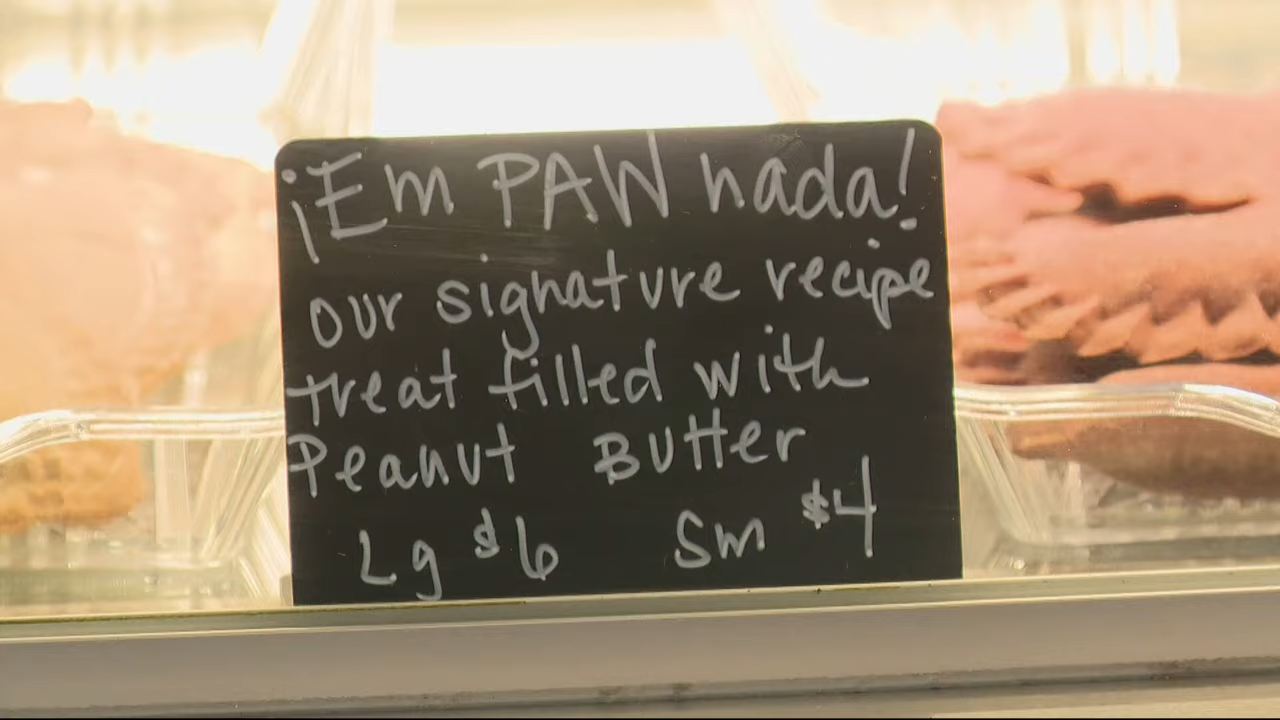 ¡Em PAW nada!
our signature recipe
treat filled with
Peanut Butter
Lg $6 Sm $4